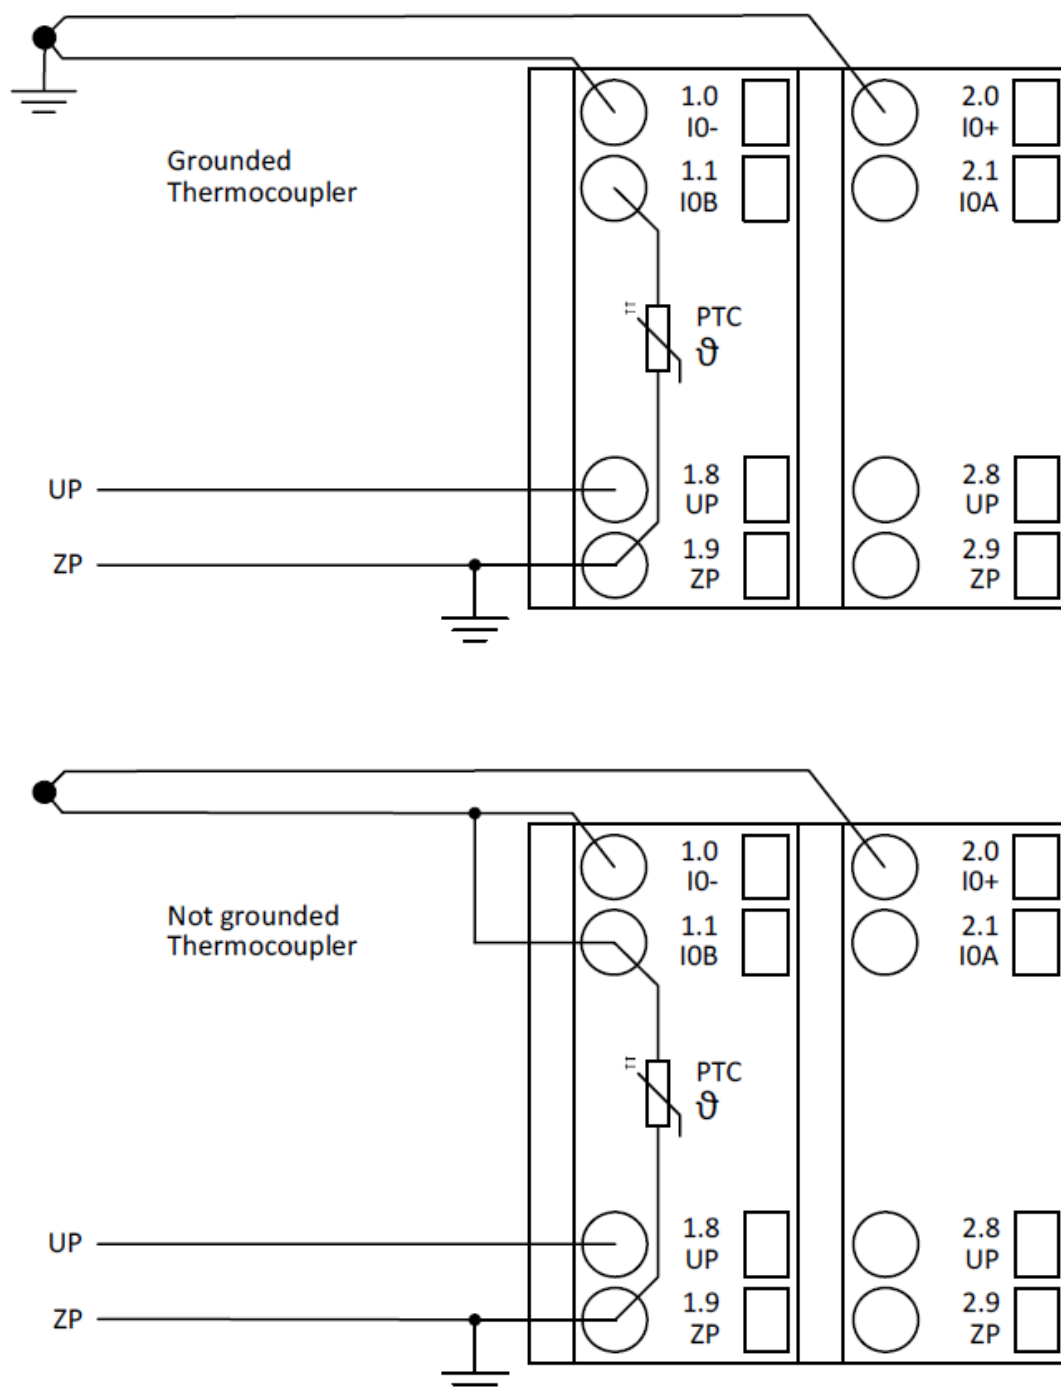 1.0
I0-
2.0
I0+
Grounded
Thermocoupler
1.1
I0B
2.1
I0A
TT
PTC
ϑ
UP
1.8
UP
2.8
UP
ZP
1.9
ZP
2.9
ZP
1.0
I0-
2.0
I0+
Not grounded
Thermocoupler
1.1
I0B
2.1
I0A
TT
PTC
ϑ
UP
1.8
UP
2.8
UP
ZP
1.9
ZP
2.9
ZP